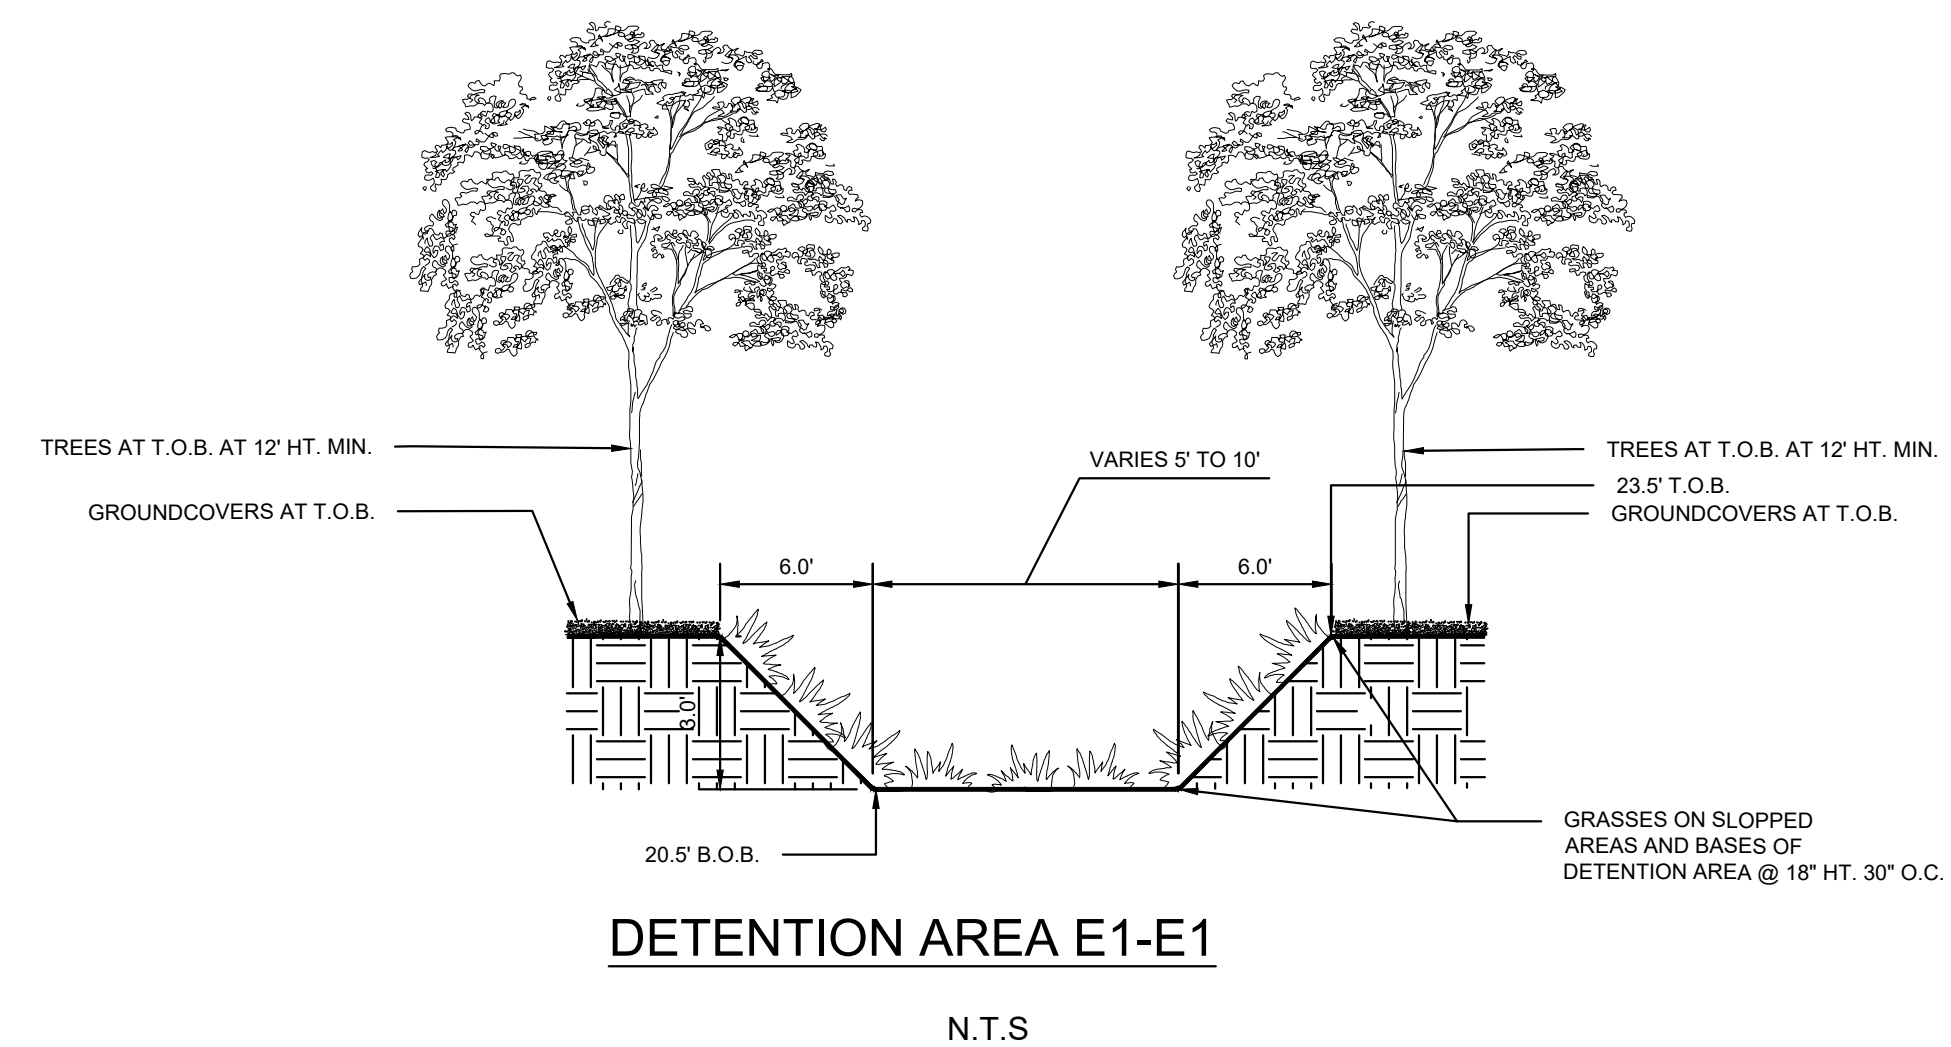 TREES AT T.O.B. AT 12' HT. MIN.
GROUNDCOVERS AT T.O.B.
VARIES 5' TO 10'
TREES AT T.O.B. AT 12' HT. MIN.
23.5' T.O.B.
GROUNDCOVERS AT T.O.B.
6.0'
6.0'
3.0'
20.5' B.O.B.
GRASSES ON SLOPPED
AREAS AND BASES OF
DETENTION AREA @ 18" HT. 30" O.C.
DETENTION AREA E1-E1
N.T.S